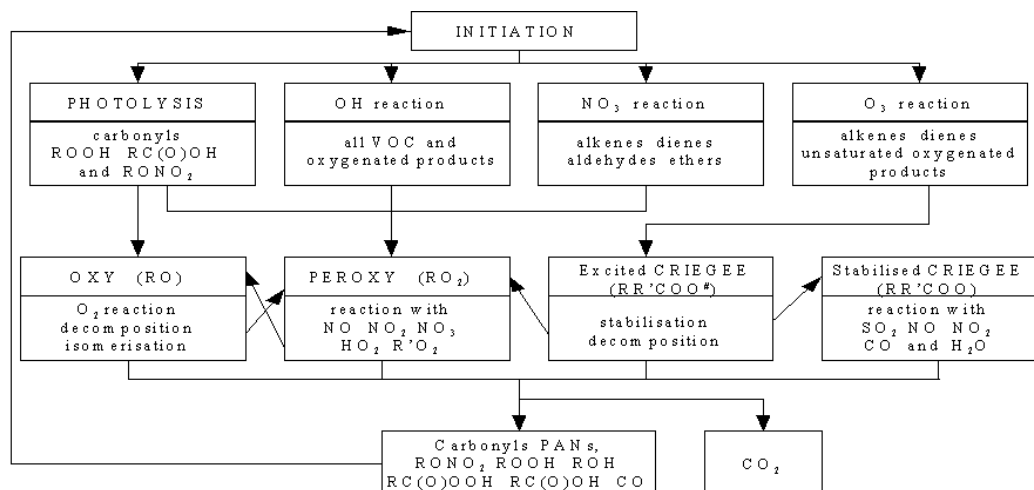 INITIATION
PHOTOLYSIS
carbonyls
ROOH RC(O)OH
and RONO₂
OH reaction
all VOC and
oxygenated products
NO₃ reaction
alkenes dienes
aldehydes ethers
O₃ reaction
alkenes dienes
unsaturated oxygenated
products
OXY (RO)
O₂ reaction
decomposition
isomerisation
PEROXY (RO₂)
reaction with
NO NO₂ NO₃
HO₂ R'O₂
Excited CRIEGEE
(RR'COO#)
stabilisation
decomposition
Stabilised CRIEGEE
(RR'COO)
reaction with
SO₂ NO NO₂
CO and H₂O
Carbonyls PANs,
RONO₂ ROOH ROH
RC(O)OOH RC(O)OH CO
CO₂